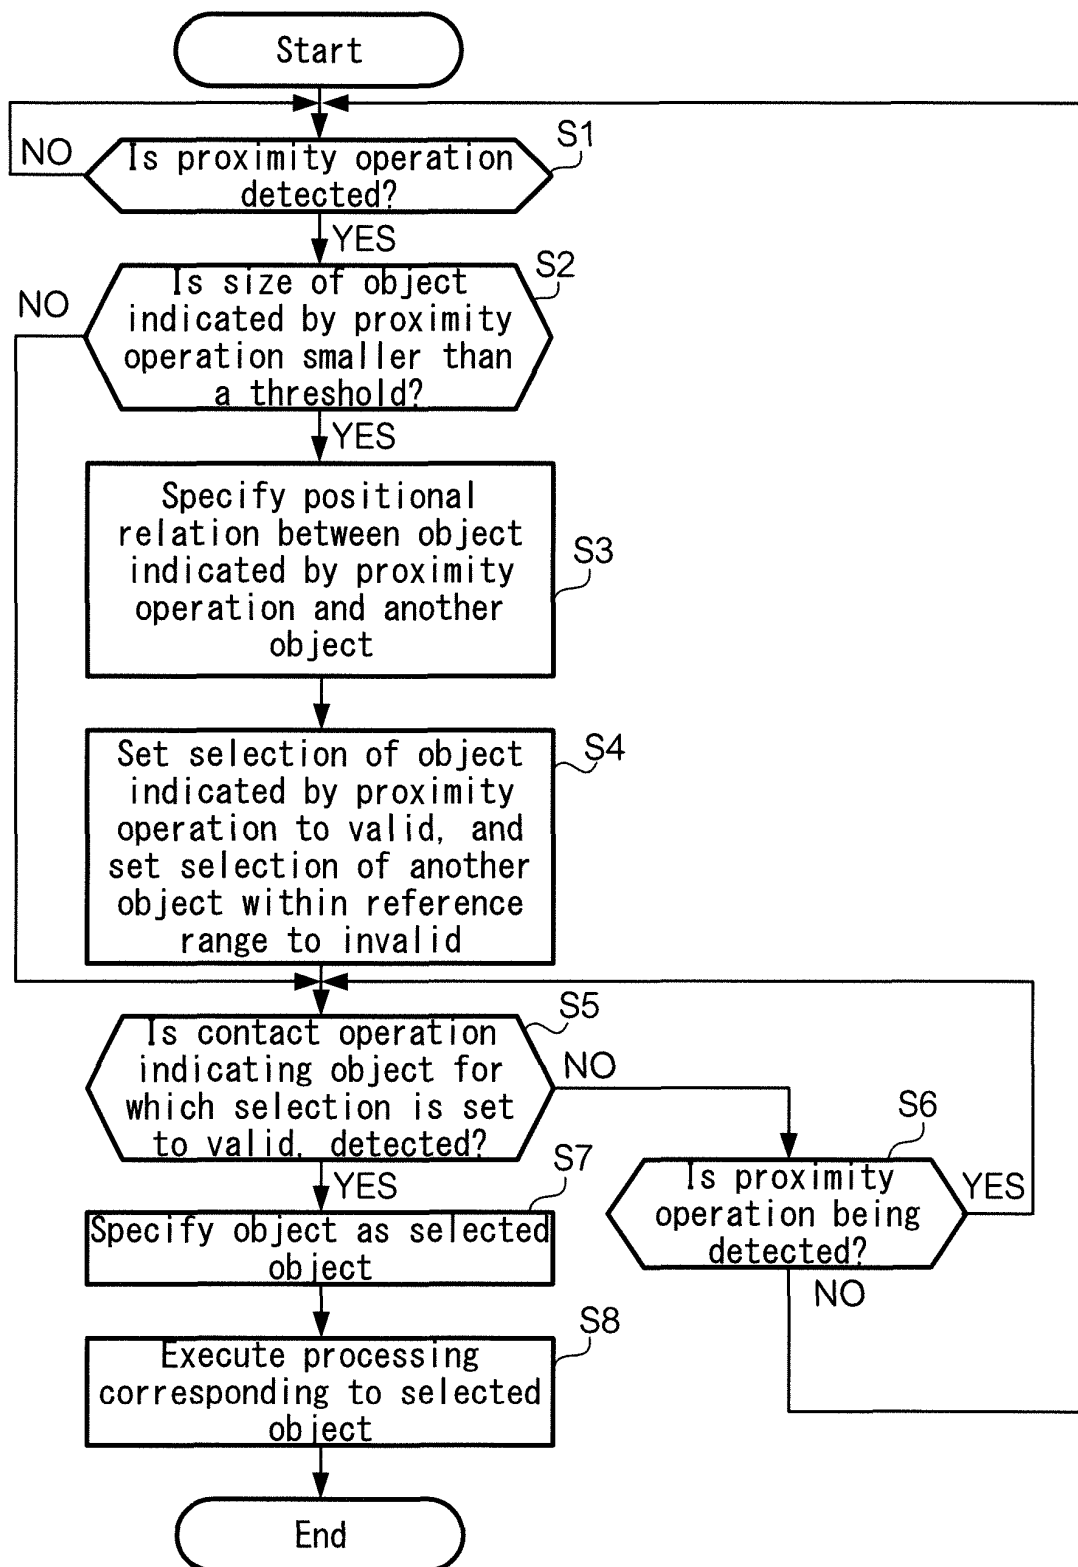 Start
NO
Is proximity operation
detected?
S1
YES
NO
Is size of object
indicated by proximity
operation smaller than
a threshold?
S2
YES
Specify positional
relation between object
indicated by proximity
operation and another
object
S3
Set selection of object
indicated by proximity
operation to valid, and
set selection of another
object within reference
range to invalid
S4
Is contact operation
indicating object for
which selection is set
to valid, detected?
S5
NO
S6
Is proximity
operation being
detected?
YES
NO
YES
S7
Specify object as selected
object
S8
Execute processing
corresponding to selected
object
End